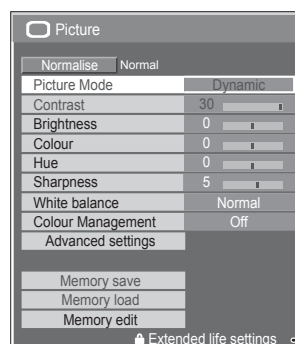 Picture
Normalise Normal
Picture Mode Dynamic
Contrast 30
Brightness 0
Colour 0
Hue 0
Sharpness 5
White balance Normal
Colour Management Off
Advanced settings
Memory save
Memory load
Memory edit
Extended life settings